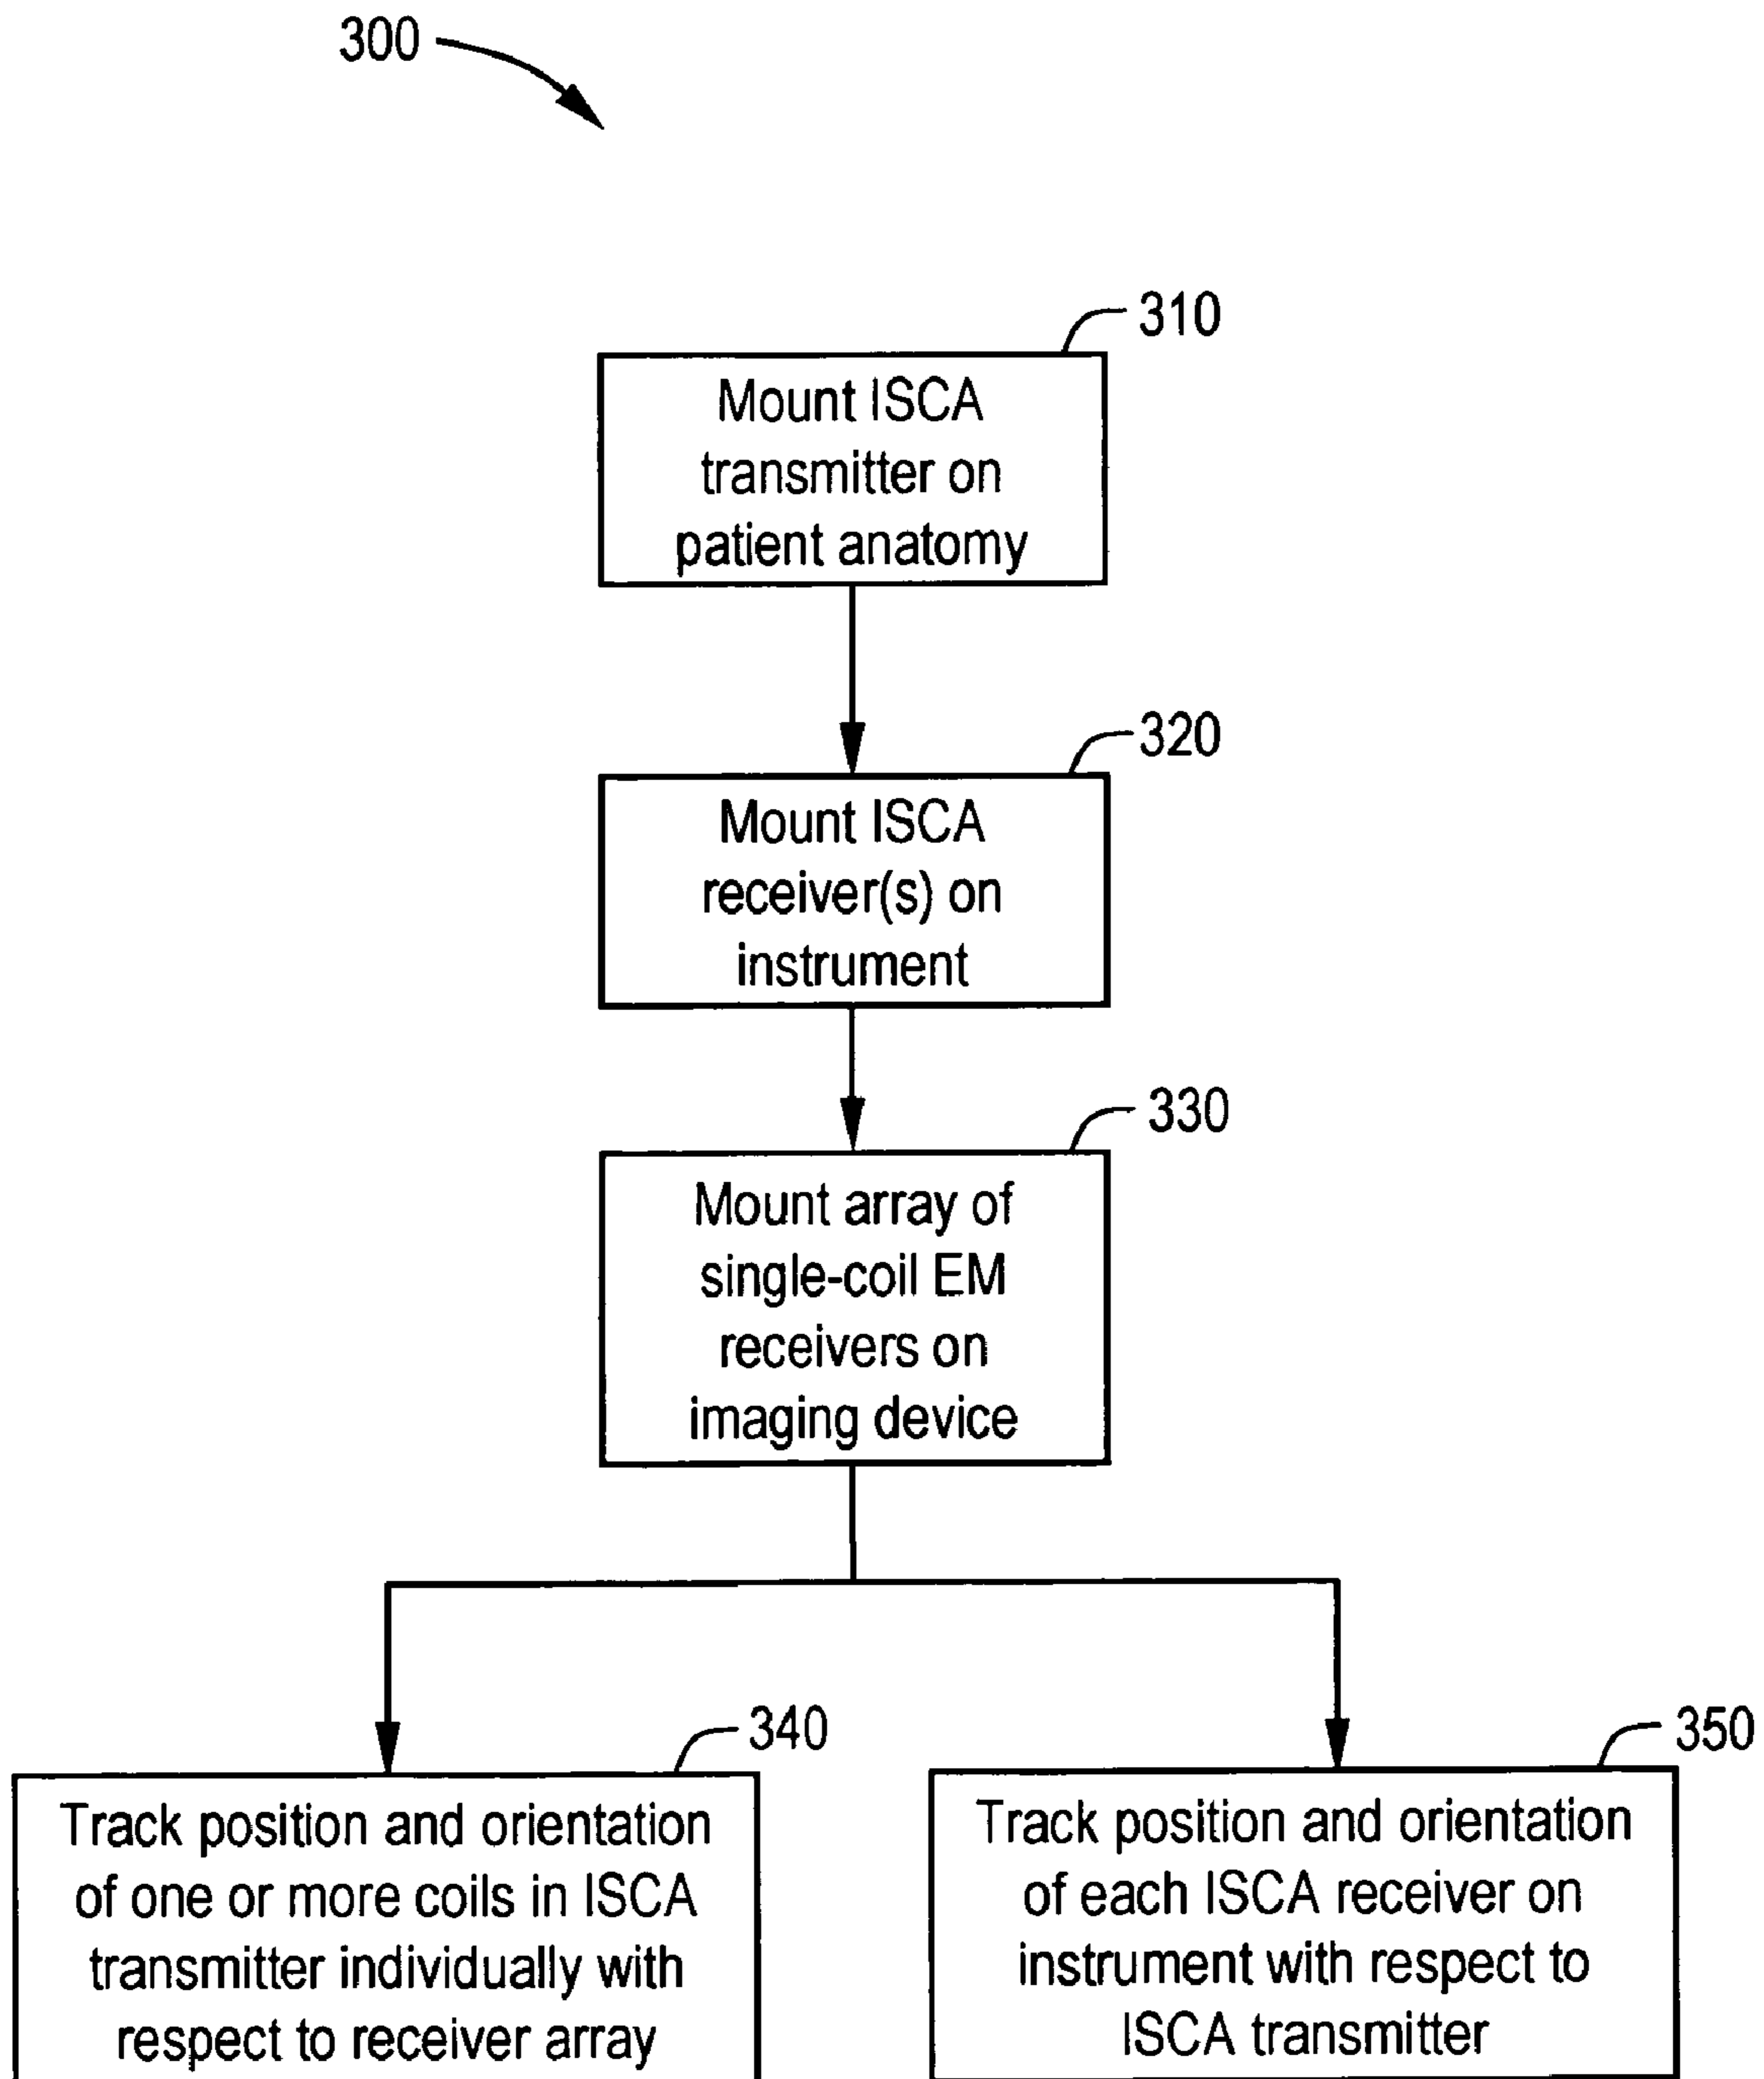 300
310
Mount ISCA
transmitter on
patient anatomy
320
Mount ISCA
receiver(s) on
instrument
330
Mount array of
single-coil EM
receivers on
imaging device
340
Track position and orientation
of one or more coils in ISCA
transmitter individually with
respect to receiver array
350
Track position and orientation
of each ISCA receiver on
instrument with respect to
ISCA transmitter